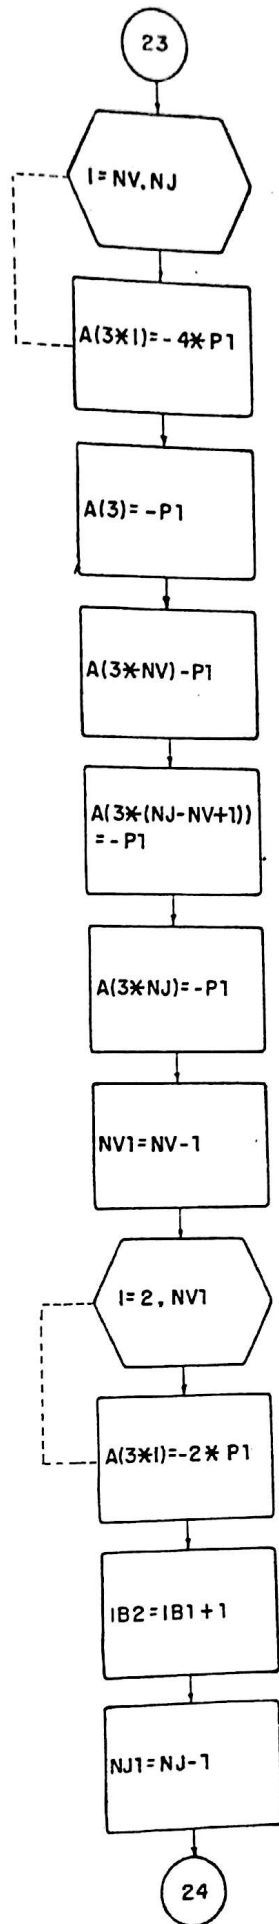 23
I=NV,NJ
A(3*I)=-4*P1
A(3)=-P1
A(3*NV)-P1
A(3*(NJ-NV+1))
=-P1
A(3*NJ)=-P1
NV1=NV-1
I=2,NV1
A(3*I)=-2*P1
IB2=IB1+1
NJ1=NJ-1
24